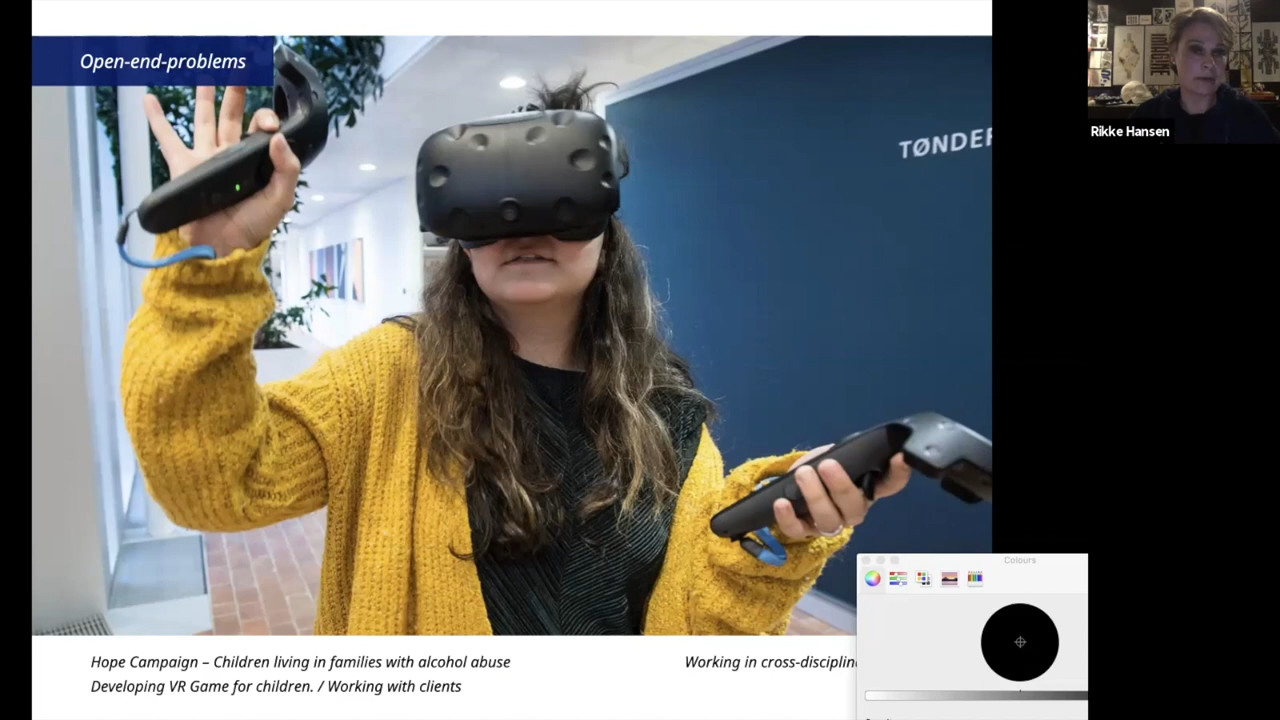 Open-end-problems
TØNDER
Rikke Hansen
Colours
Hope Campaign – Children living in families with alcohol abuse
Developing VR Game for children. / Working with clients
Working in cross-disciplin